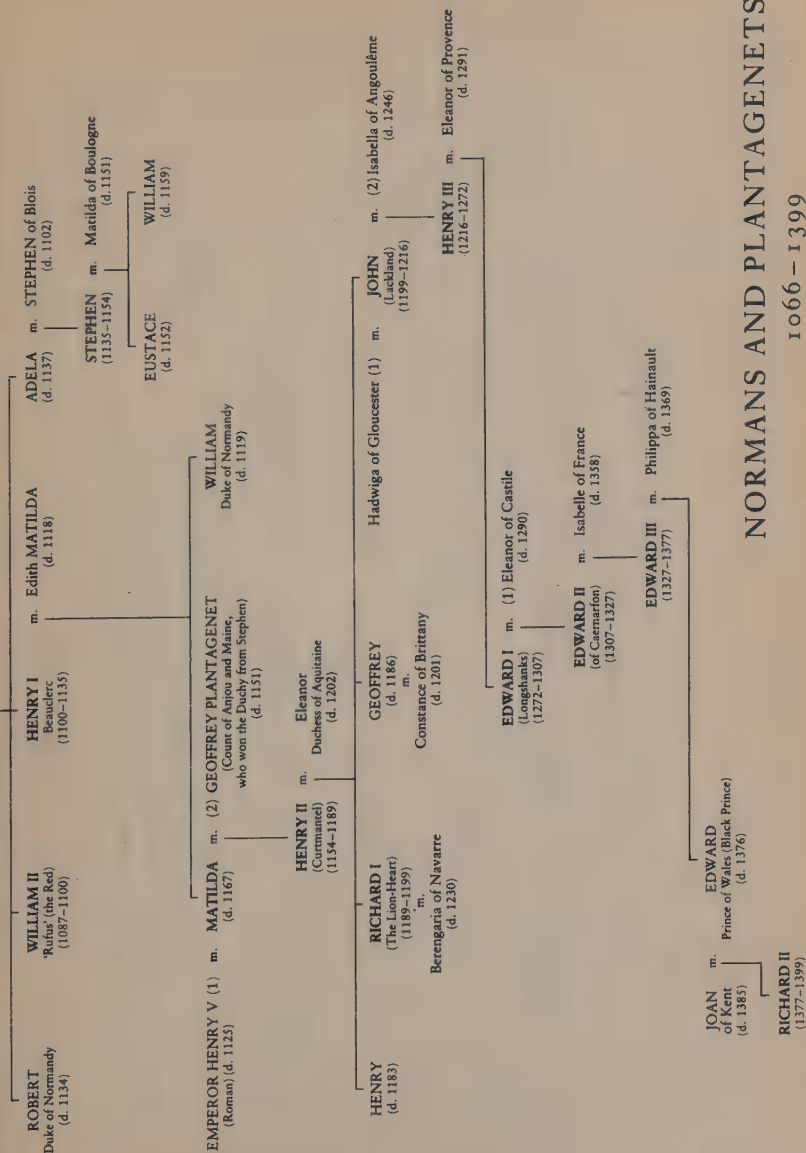 ROBERT
Duke of Normandy
(d. 1134)
WILLIAM II
'Rufus' (the Red)
(1087–1100)
HENRY I
Beauclerc
(1100–1135)
m.
Edith MATILDA
(d. 1118)
ADELA
(d. 1137)
m.
STEPHEN of Blois
(d. 1102)
STEPHEN
(1135–1154)
m.
Matilda of Boulogne
(d. 1151)
EUSTACE
(d. 1152)
WILLIAM
(d. 1159)
EMPEROR HENRY V (1)
(Roman) (d. 1125)
m.
MATILDA
(d. 1167)
m.
(2) GEOFFREY PLANTAGENET
(Count of Anjou and Maine,
who won the Duchy from Stephen)
(d. 1151)
WILLIAM
Duke of Normandy
(d. 1119)
HENRY II
(Curtmantel)
(1154–1189)
m.
Eleanor
Duchess of Aquitaine
(d. 1202)
HENRY
(d. 1183)
RICHARD I
(The Lion-Heart)
(1189–1199)
m.
Berengaria of Navarre
(d. 1230)
GEOFFREY
(d. 1186)
m.
Constance of Brittany
(d. 1201)
Hadwiga of Gloucester (1)
m.
JOHN
(Lackland)
(1199–1216)
m.
(2) Isabella of Angoulême
(d. 1246)
HENRY III
(1216–1272)
m.
Eleanor of Provence
(d. 1291)
EDWARD I
(Longshanks)
(1272–1307)
m.
(1) Eleanor of Castile
(d. 1290)
EDWARD II
(of Caernarfon)
(1307–1327)
m.
Isabelle of France
(d. 1358)
EDWARD III
(1327–1377)
m.
Philippa of Hainault
(d. 1369)
JOAN
of Kent
(d. 1385)
m.
EDWARD
Prince of Wales (Black Prince)
(d. 1376)
RICHARD II
(1377–1399)
NORMANS AND PLANTAGENETS
1066–1399